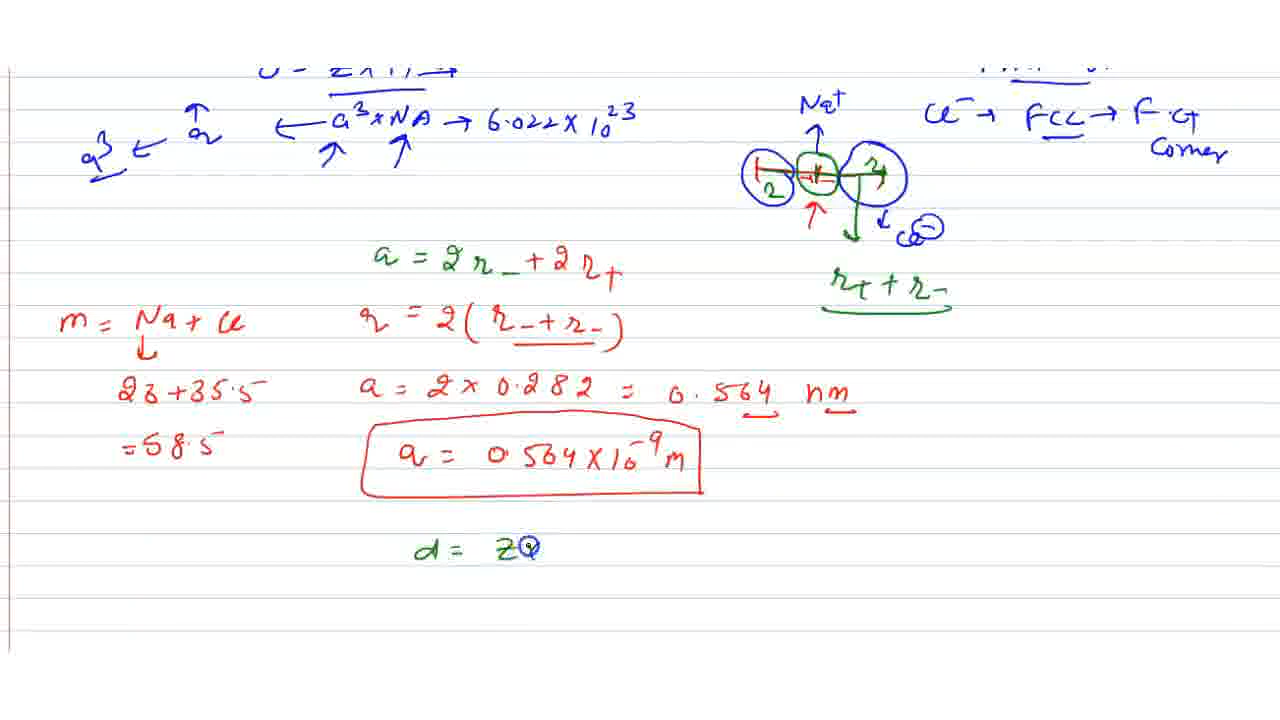 a³ × NA → 6.022 × 10²³
a³ ← a
Na⁺
Cl⁻ → FCC → F.C+
Corner
r
r
Cl⁻
r₊ + r₋
a = 2r₋ + 2r₊
a = 2(r₋ + r₋)
a = 2 × 0.282 = 0.564 nm
a = 0.564 × 10⁻⁹ m
m = Na + Cl
23 + 35.5
= 58.5
d = Z